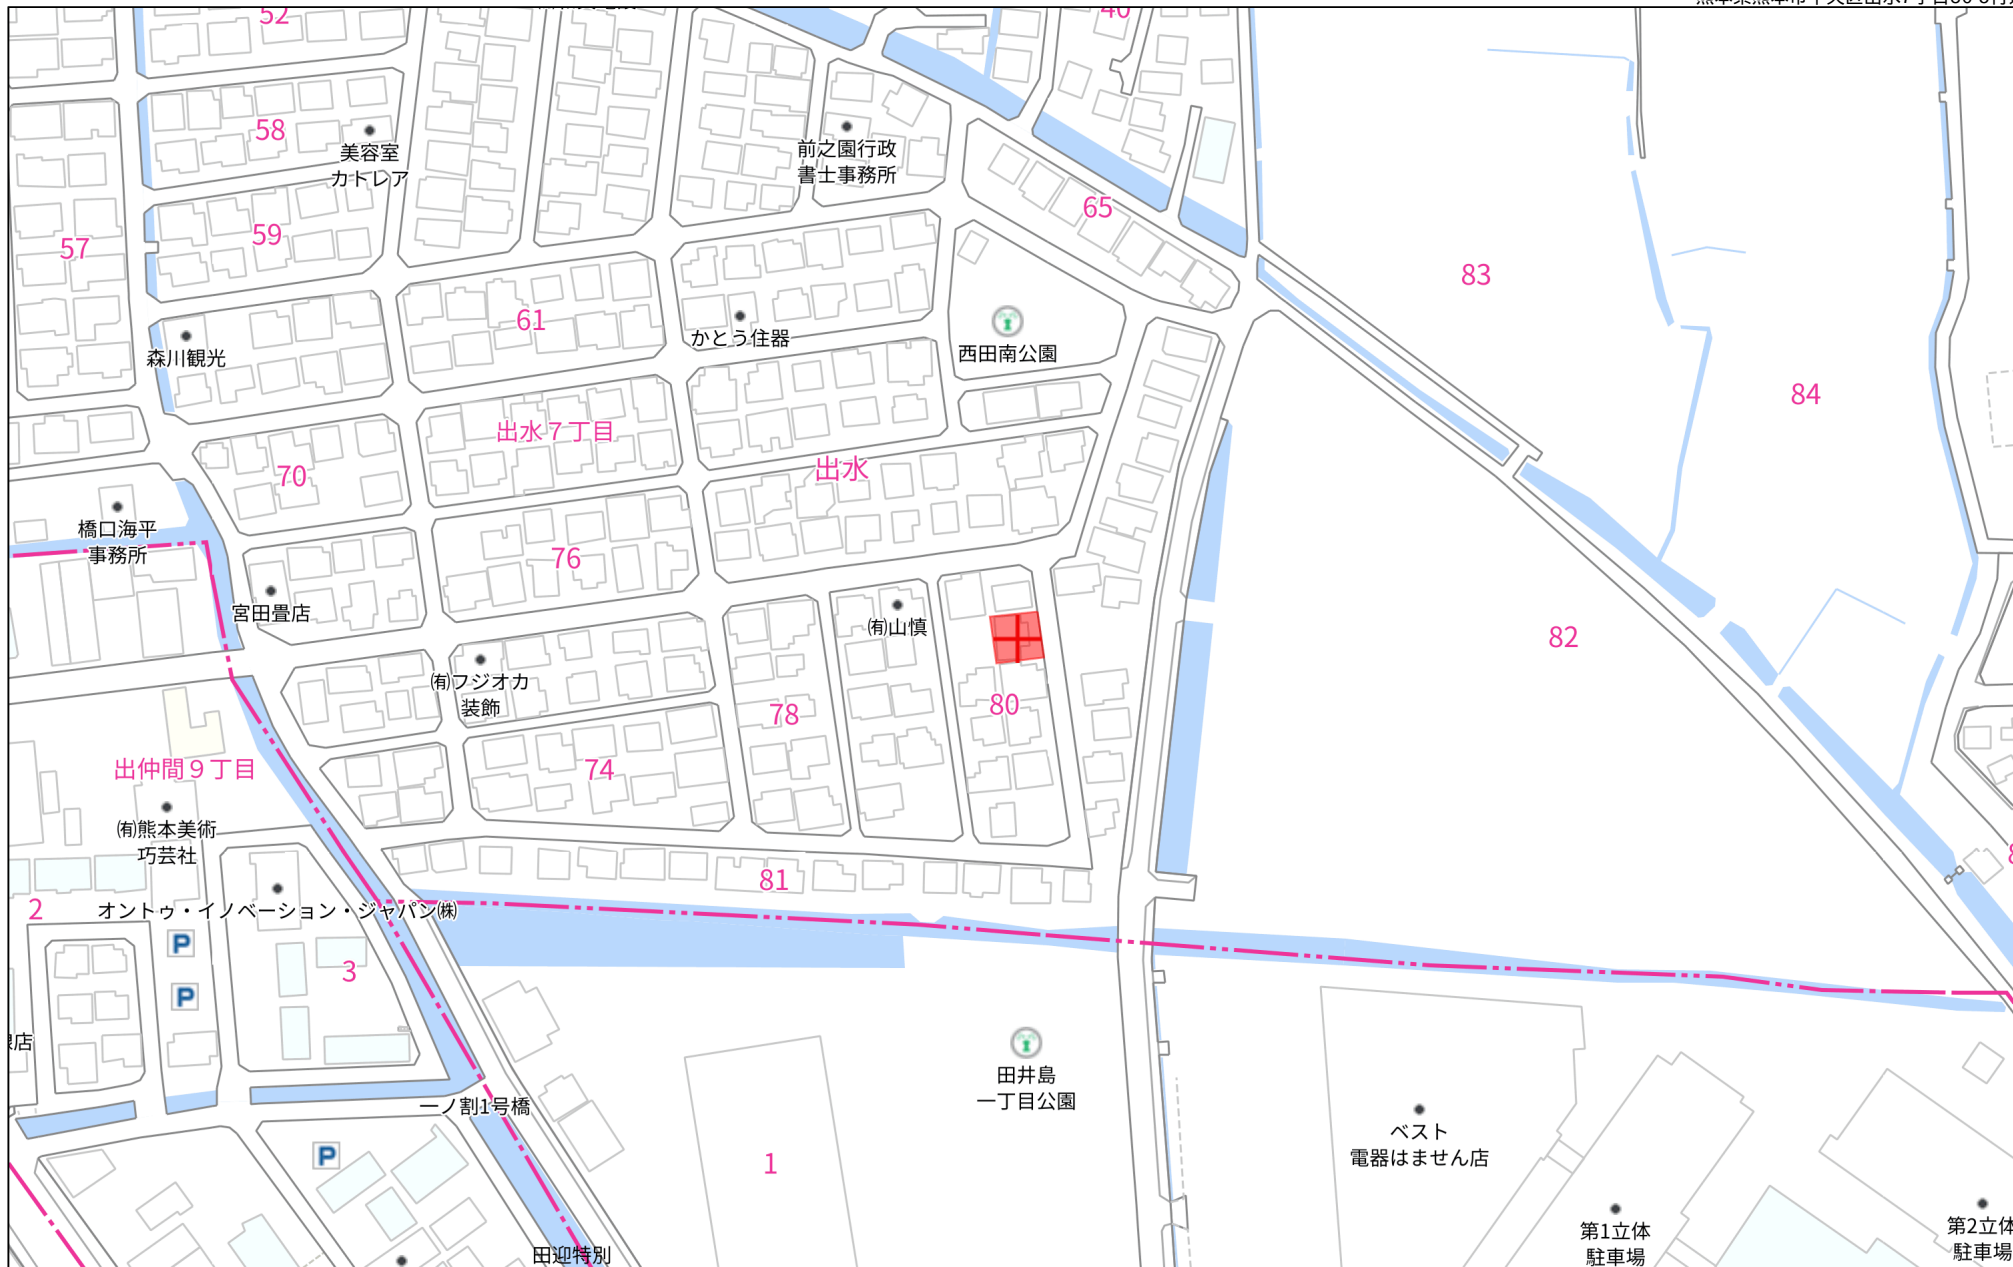 52
40
58
美容室
カトレア
前之園行政
書士事務所
65
59
57
83
61
かとう住器
森川観光
西田南公園
84
出水７丁目
出水
70
橋口海平
事務所
76
宮田畳店
㈲山慎
82
㈲フジオカ
装飾
80
78
出仲間９丁目
74
㈲熊本美術
巧芸社
81
2
オントゥ・イノベーション・ジャパン㈱
P
3
P
店
田井島
一丁目公園
一ノ割1号橋
ベスト
電器はません店
P
1
第1立体
駐車場
第2立体
駐車場
田迎特別